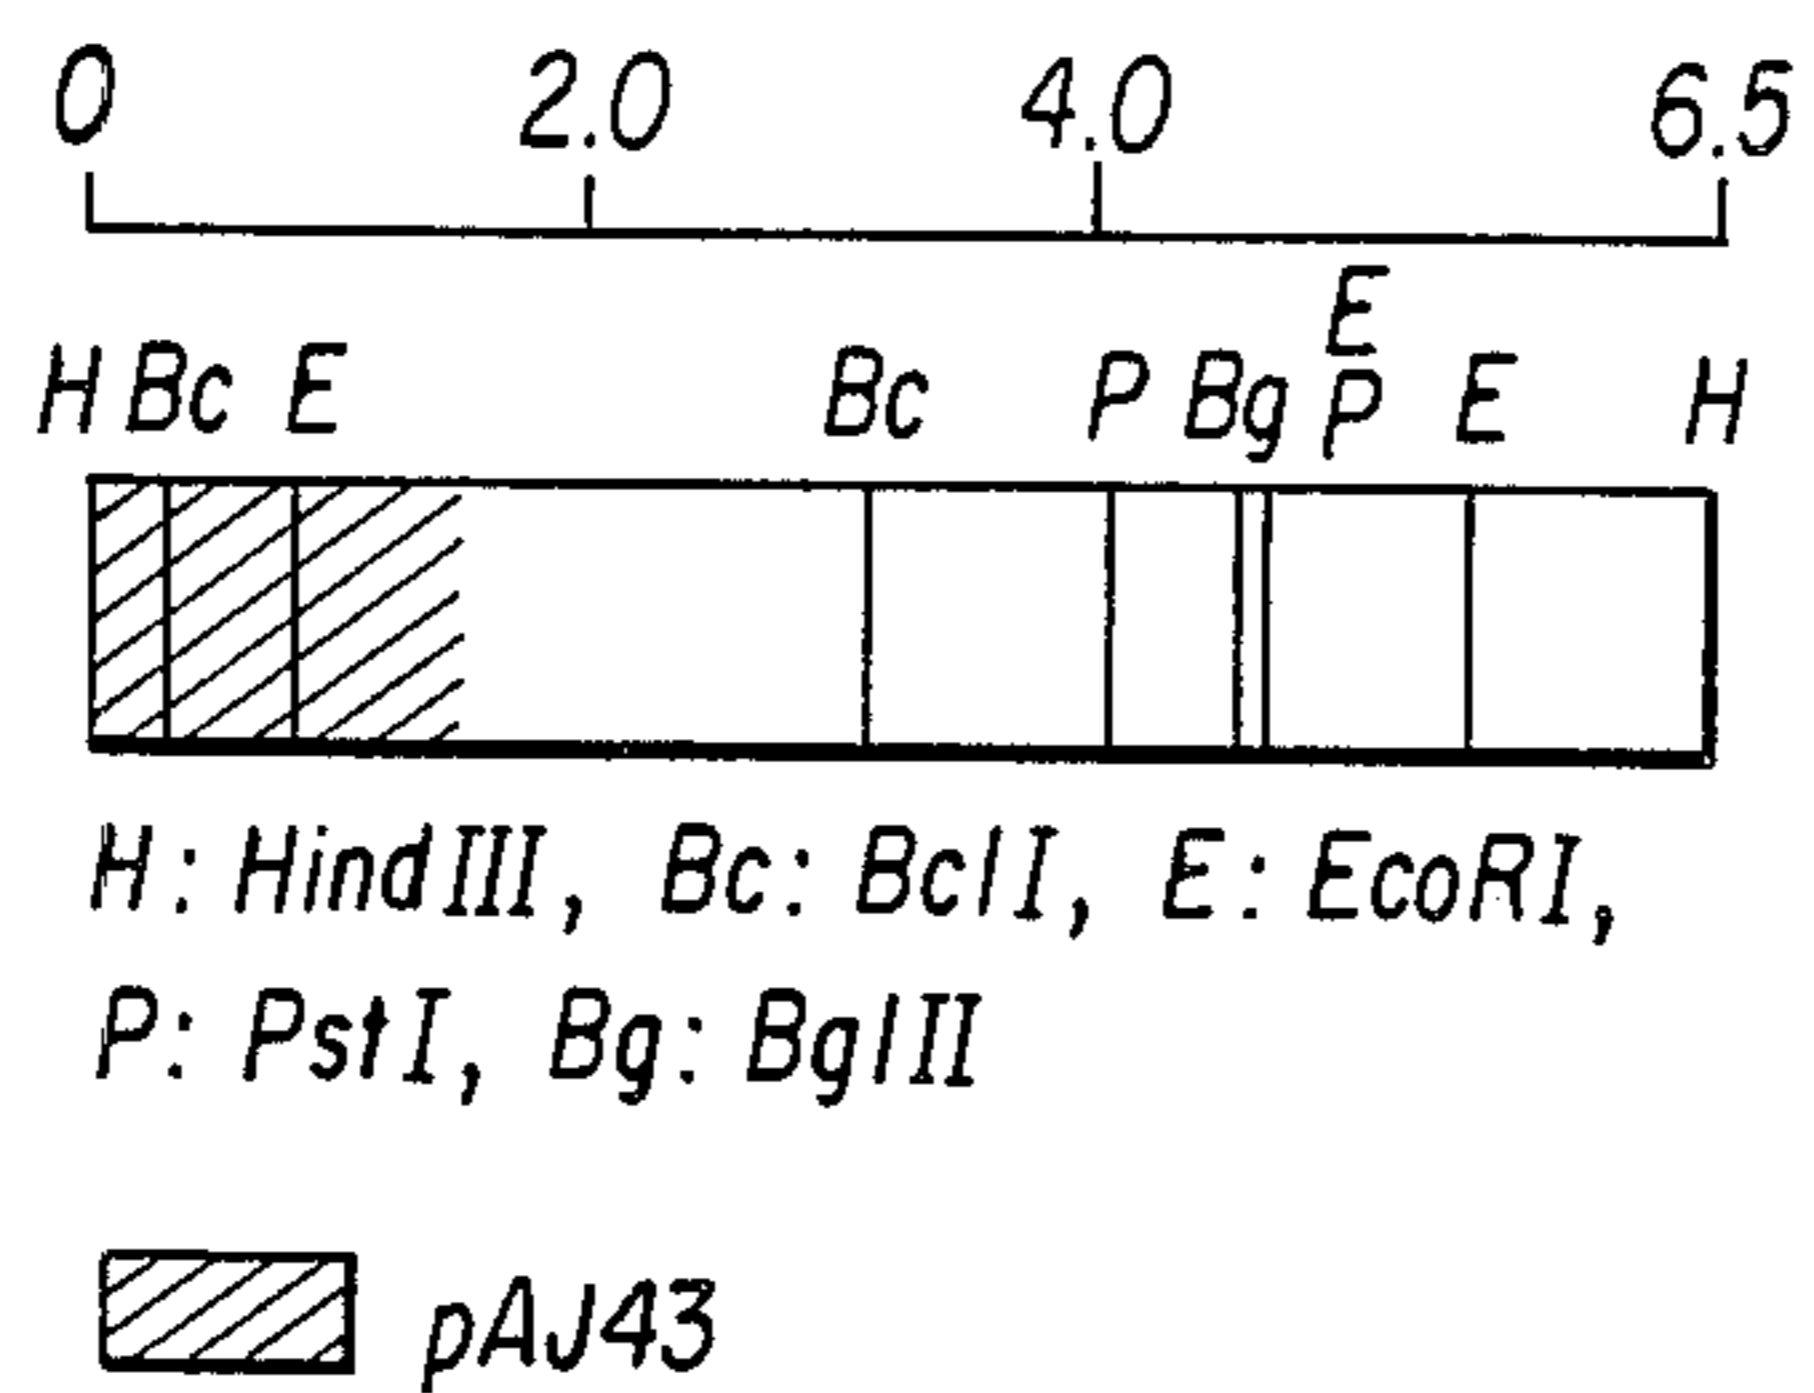 0 2.0 4.0 6.5
E
H Bc E Bc P Bg P E H
H: HindIII, Bc: BclI, E: EcoRI,
P: PstI, Bg: BglII
pAJ43